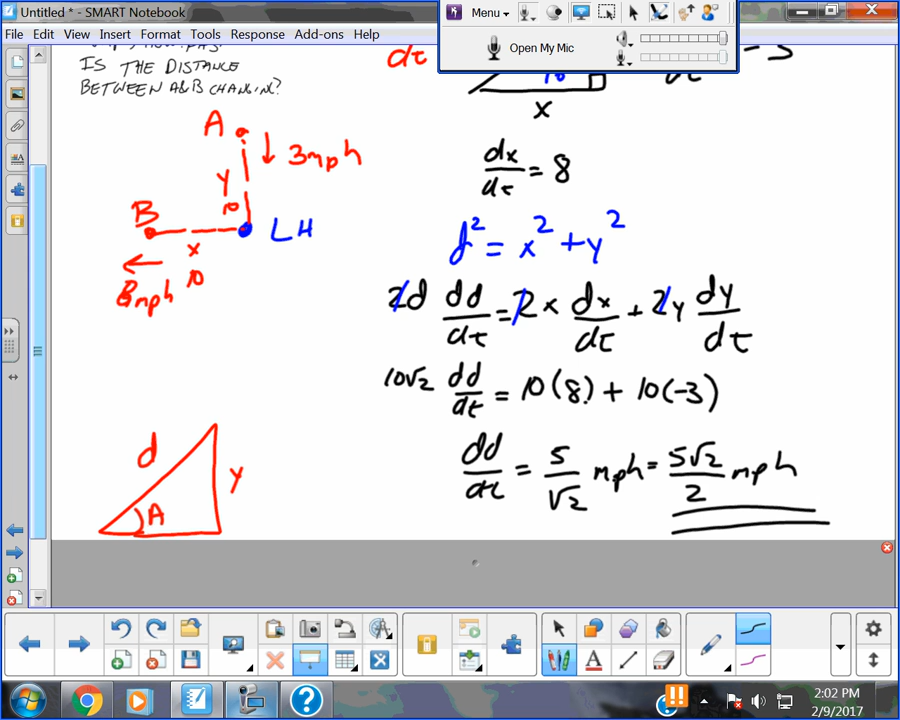 Untitled * - SMART Notebook
Menu
Open My Mic
File Edit View Insert Format Tools Response Add-ons Help
IS THE DISTANCE
BETWEEN A&B CHANGING?
dt
x
A
3mph
y
10
B
LH
x
10
8mph
dx/dt = 8
d² = x² + y²
2d dd/dt = 2x dx/dt + 2y dy/dt
10√2 dd/dt = 10(8) + 10(-3)
dd/dt = 5/√2 mph = 5√2/2 mph
d
y
A
2:02 PM
2/9/2017